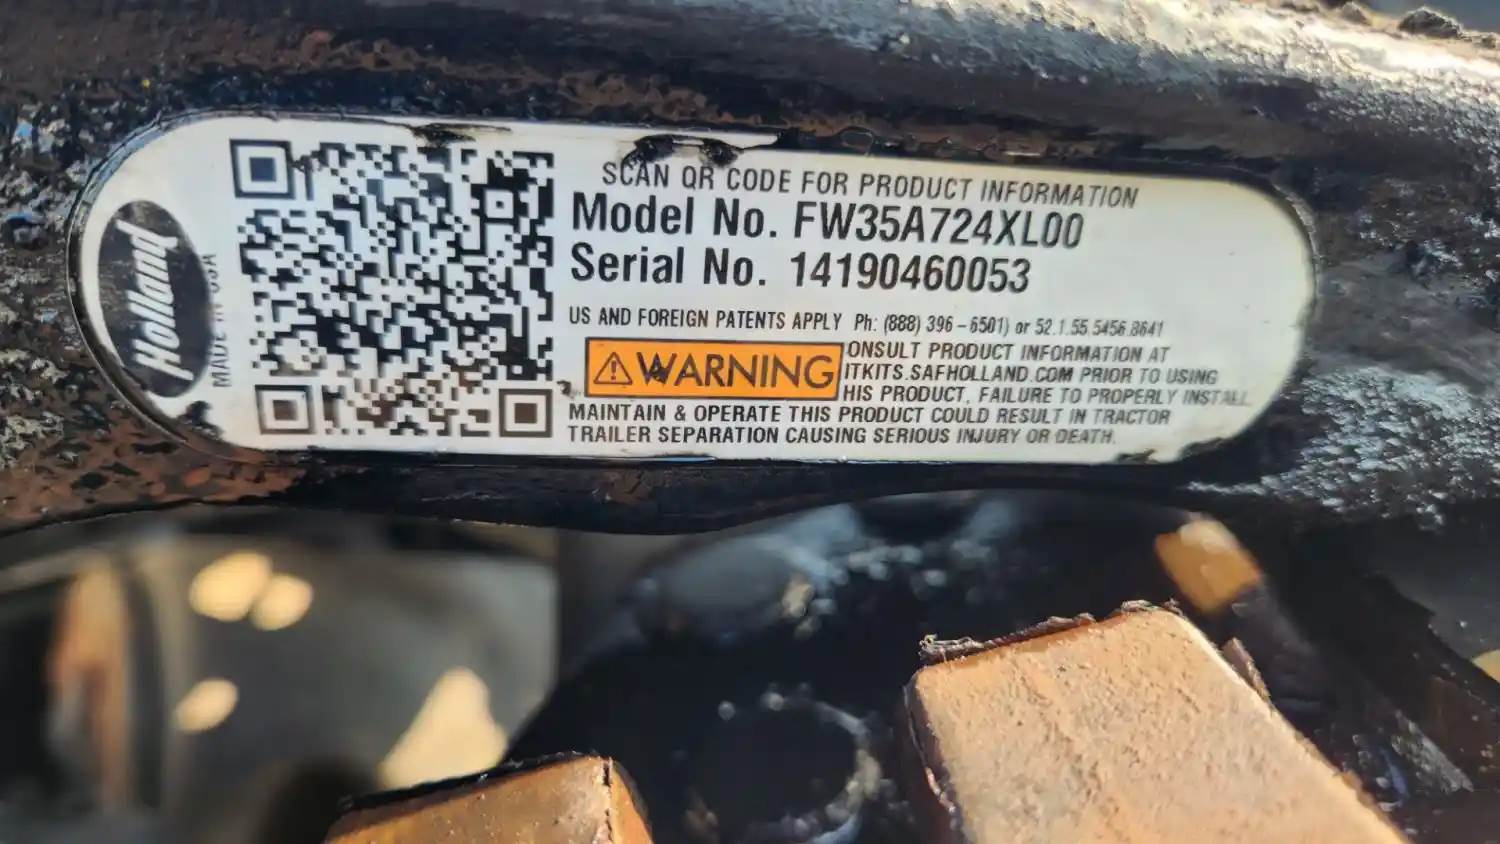 Holland
MADE IN USA
SCAN QR CODE FOR PRODUCT INFORMATION
Model No. FW35A724XL00
Serial No. 14190460053
US AND FOREIGN PATENTS APPLY Ph: (888) 396-6501) or 52.1.55.5456.8641
WARNING
ONSULT PRODUCT INFORMATION AT
ITKITS.SAFHOLLAND.COM PRIOR TO USING
HIS PRODUCT, FAILURE TO PROPERLY INSTALL
MAINTAIN & OPERATE THIS PRODUCT COULD RESULT IN TRACTOR
TRAILER SEPARATION CAUSING SERIOUS INJURY OR DEATH.